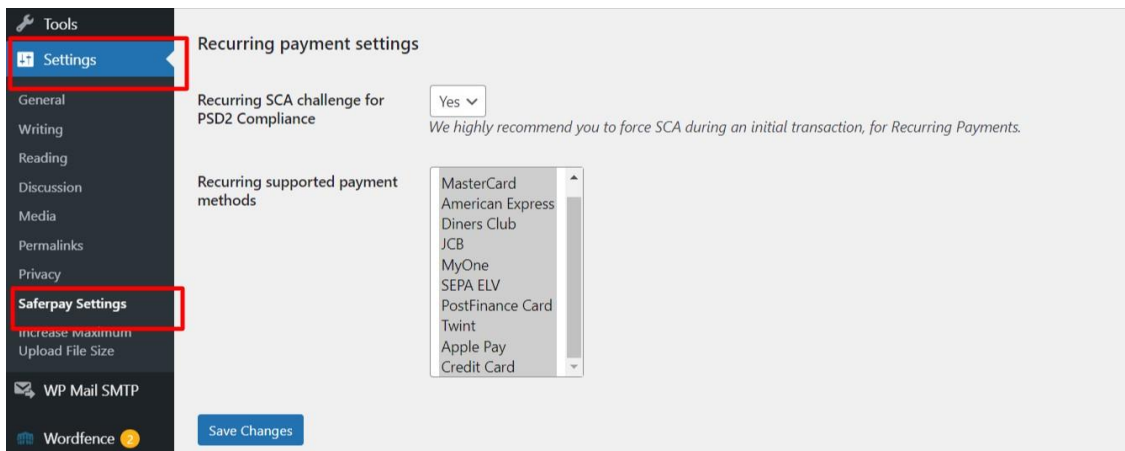 Tools
Settings
General
Writing
Reading
Discussion
Media
Permalinks
Privacy
Saferpay Settings
Increase Maximum
Upload File Size
WP Mail SMTP
Wordfence 2
Recurring payment settings
Recurring SCA challenge for
PSD2 Compliance
Yes
We highly recommend you to force SCA during an initial transaction, for Recurring Payments.
Recurring supported payment
methods
MasterCard
American Express
Diners Club
JCB
MyOne
SEPA ELV
PostFinance Card
Twint
Apple Pay
Credit Card
Save Changes